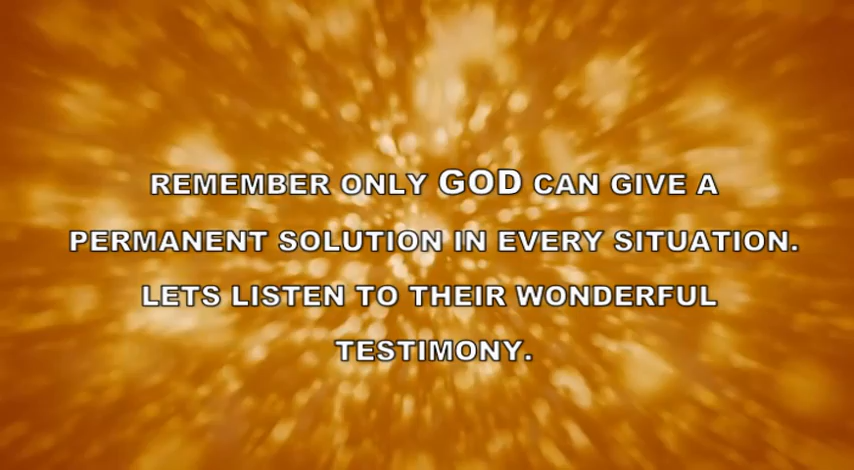 REMEMBER ONLY GOD CAN GIVE A
PERMANENT SOLUTION IN EVERY SITUATION.
LETS LISTEN TO THEIR WONDERFUL
TESTIMONY.